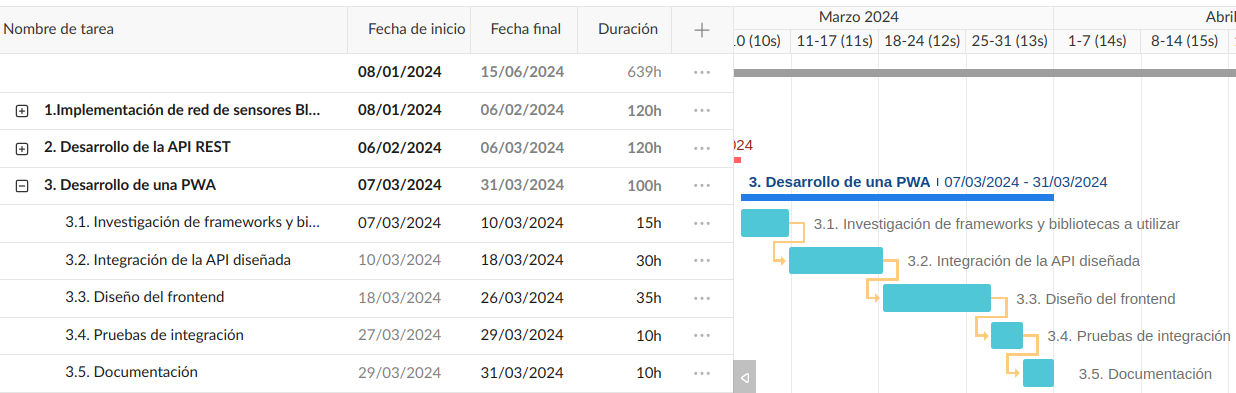 Nombre de tarea Fecha de inicio Fecha final Duración
Marzo 2024 Abril
.0 (10s) 11-17 (11s) 18-24 (12s) 25-31 (13s) 1-7 (14s) 8-14 (15s)
08/01/2024 15/06/2024 639h
1.Implementación de red de sensores Bl... 08/01/2024 06/02/2024 120h
2. Desarrollo de la API REST 06/02/2024 06/03/2024 120h 024
3. Desarrollo de una PWA 07/03/2024 31/03/2024 100h 3. Desarrollo de una PWA 07/03/2024 - 31/03/2024
3.1. Investigación de frameworks y bi... 07/03/2024 10/03/2024 15h 3.1. Investigación de frameworks y bibliotecas a utilizar
3.2. Integración de la API diseñada 10/03/2024 18/03/2024 30h 3.2. Integración de la API diseñada
3.3. Diseño del frontend 18/03/2024 26/03/2024 35h 3.3. Diseño del frontend
3.4. Pruebas de integración 27/03/2024 29/03/2024 10h 3.4. Pruebas de integración
3.5. Documentación 29/03/2024 31/03/2024 10h 3.5. Documentación